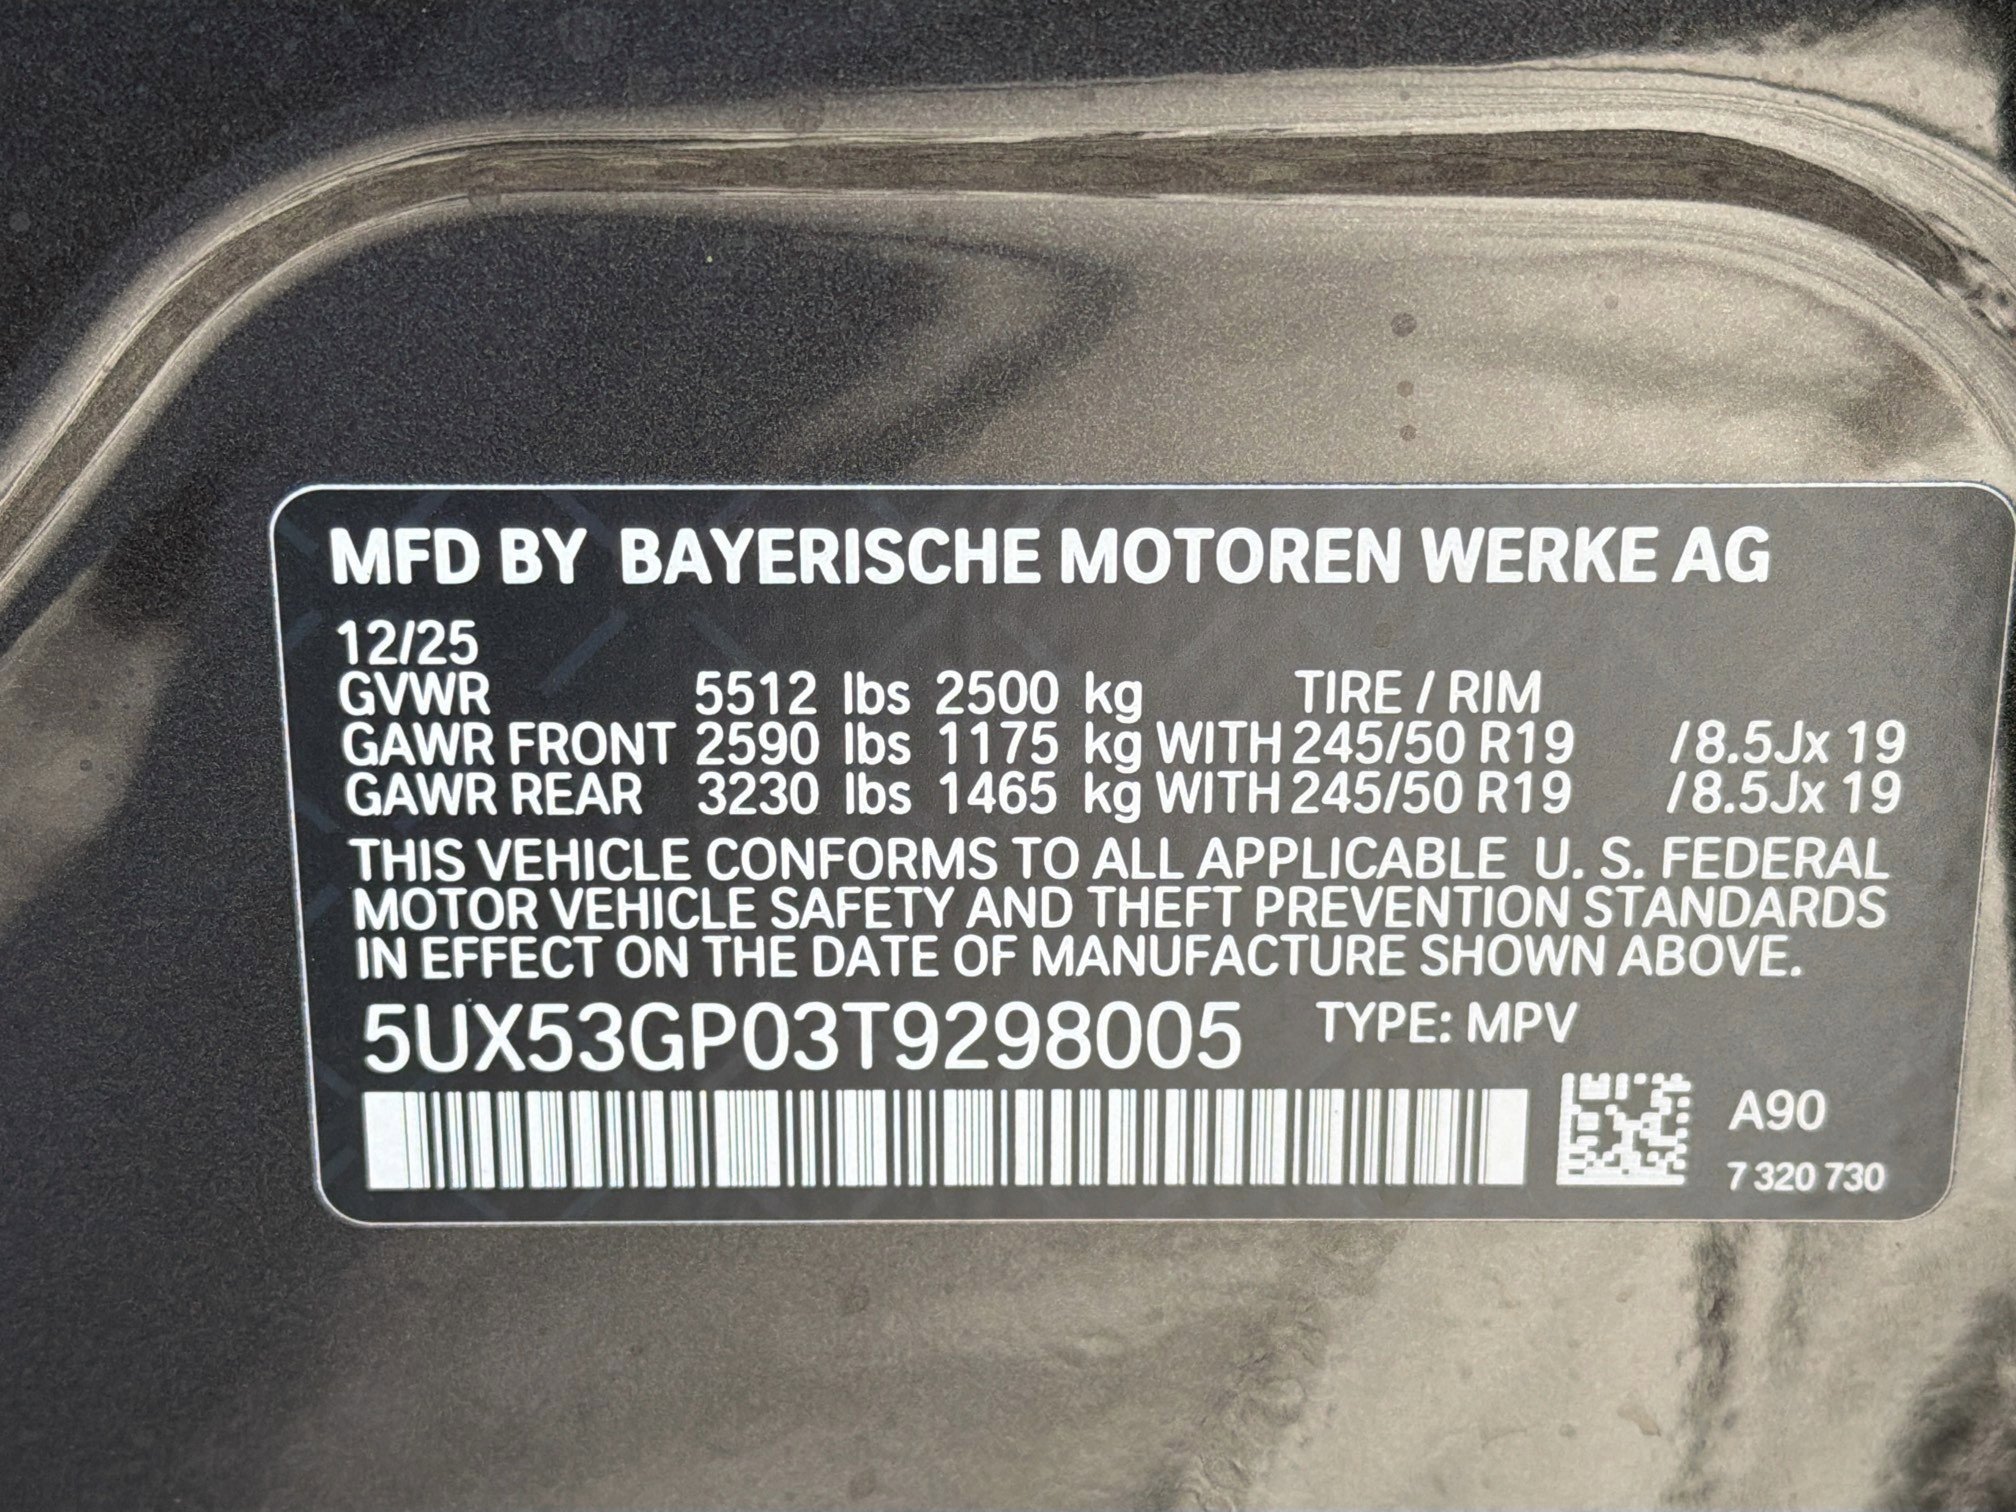 MFD BY BAYERISCHE MOTOREN WERKE AG
12/25
GVWR 5512 lbs 2500 kg TIRE / RIM
GAWR FRONT 2590 lbs 1175 kg WITH 245/50 R19 /8.5Jx 19
GAWR REAR 3230 lbs 1465 kg WITH 245/50 R19 /8.5Jx 19
THIS VEHICLE CONFORMS TO ALL APPLICABLE U. S. FEDERAL
MOTOR VEHICLE SAFETY AND THEFT PREVENTION STANDARDS
IN EFFECT ON THE DATE OF MANUFACTURE SHOWN ABOVE.
5UX53GP03T9298005 TYPE: MPV
A90
7 320 730